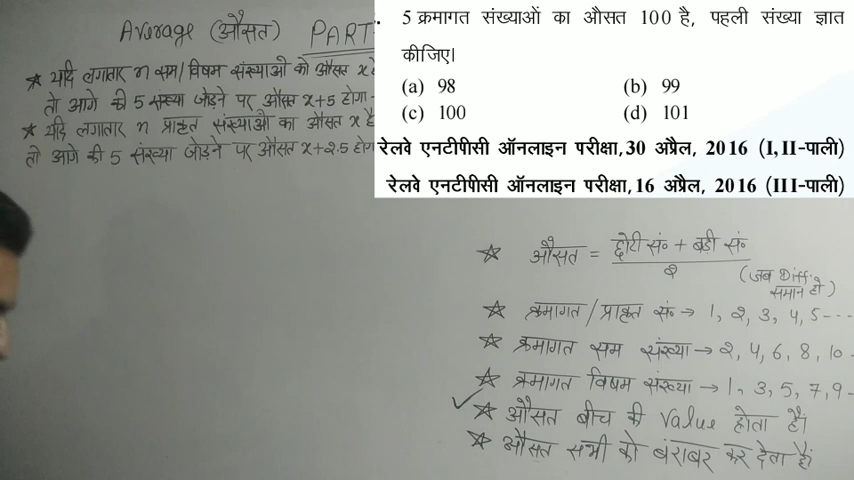 Average (औसत) PART
★ यदि लगातार n सम/विषम संख्याओ को औसत x है
तो आगे की 5 संख्या जोड़ने पर औसत x+5 होगा
★ यदि लगातार n प्राकृत संख्याओ का औसत x है
तो आगे की 5 संख्या जोड़ने पर औसत x+2.5 होगा
5 क्रमागत संख्याओं का औसत 100 है, पहली संख्या ज्ञात
कीजिए।
(a) 98 (b) 99
(c) 100 (d) 101
रेलवे एनटीपीसी ऑनलाइन परीक्षा, 30 अप्रैल, 2016 (I,II-पाली)
रेलवे एनटीपीसी ऑनलाइन परीक्षा, 16 अप्रैल, 2016 (III-पाली)
☆ औसत = छोटी सं० + बड़ी सं०
२
(जब Diff.
समान हो)
☆ क्रमागत/प्राकृत सं० → 1, 2, 3, 4, 5 ----
☆ क्रमागत सम संख्या → 2, 4, 6, 8, 10 -
☆ क्रमागत विषम संख्या → 1, 3, 5, 7, 9 -
✓☆ औसत बीच की Value होता है।
☆ औसत सभी को बराबर कर देता है।